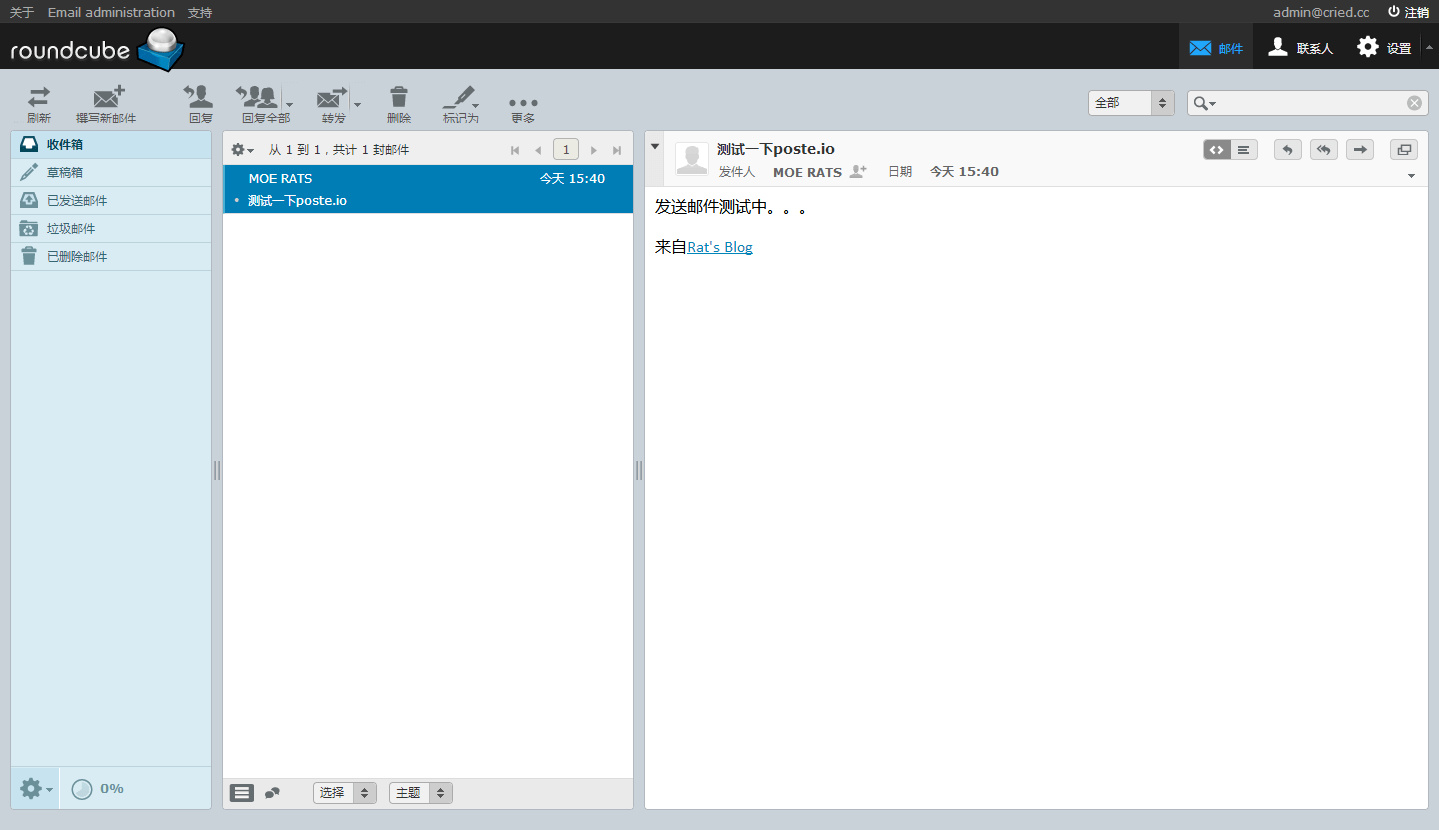 关于 Email administration 支持 admin@cried.cc 注销
roundcube 邮件 联系人 设置
刷新 撰写新邮件 回复 回复全部 转发 删除 标记为 更多 全部
收件箱
草稿箱
已发送邮件
垃圾邮件
已删除邮件
0%
从 1 到 1，共计 1 封邮件 1
MOE RATS 今天 15:40
• 测试一下poste.io
选择 主题
测试一下poste.io
发件人 MOE RATS 日期 今天 15:40
发送邮件测试中。。。
来自Rat's Blog